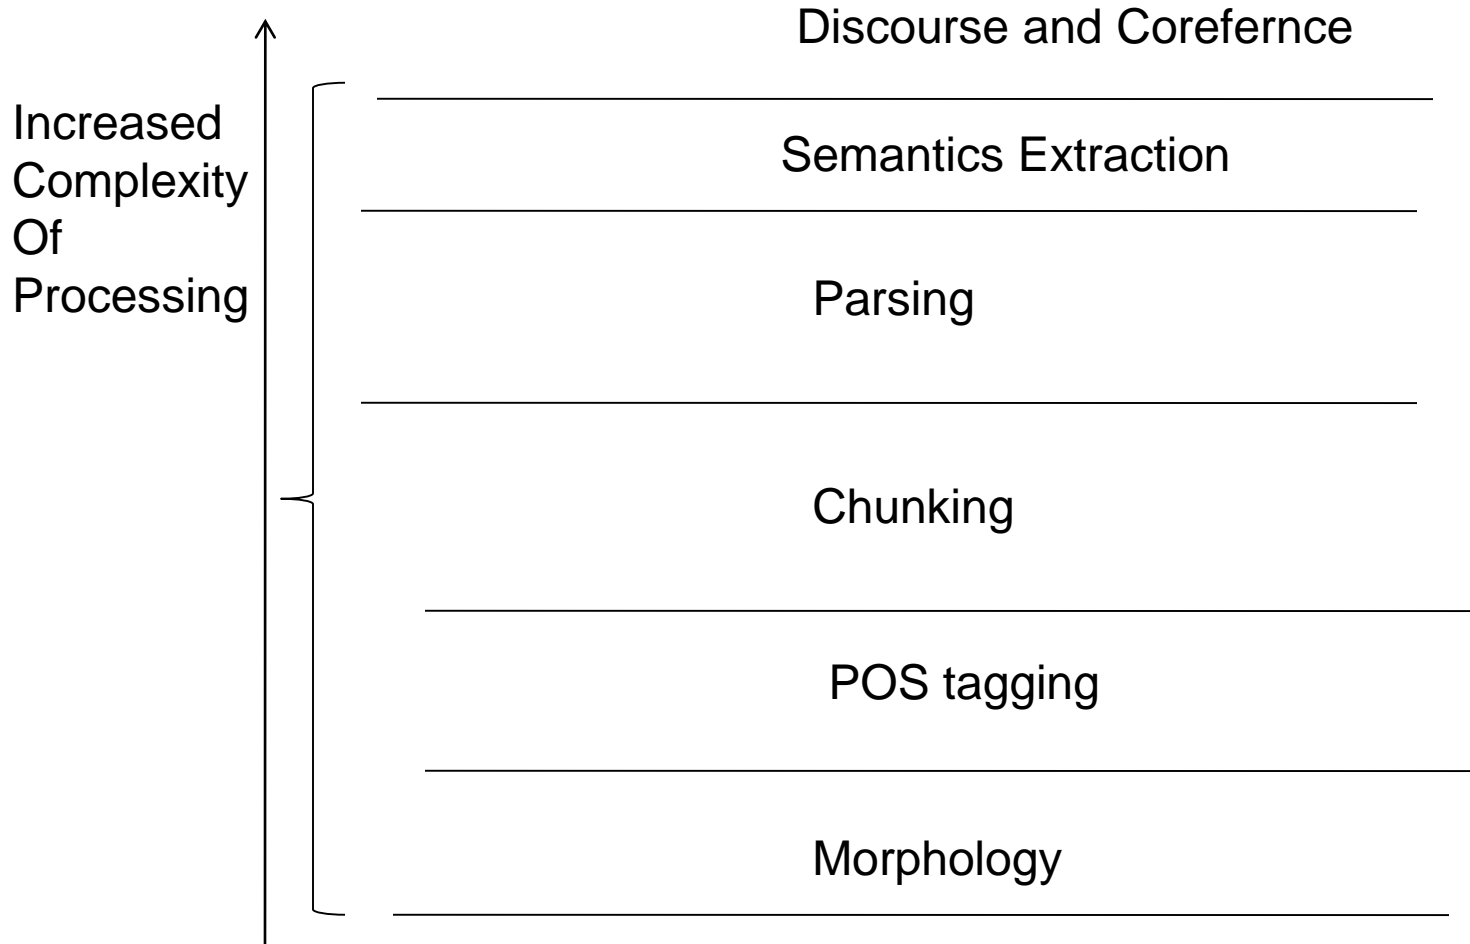 Discourse and Corefernce
Increased
Complexity
Of
Processing
Semantics Extraction
Parsing
Chunking
POS tagging
Morphology